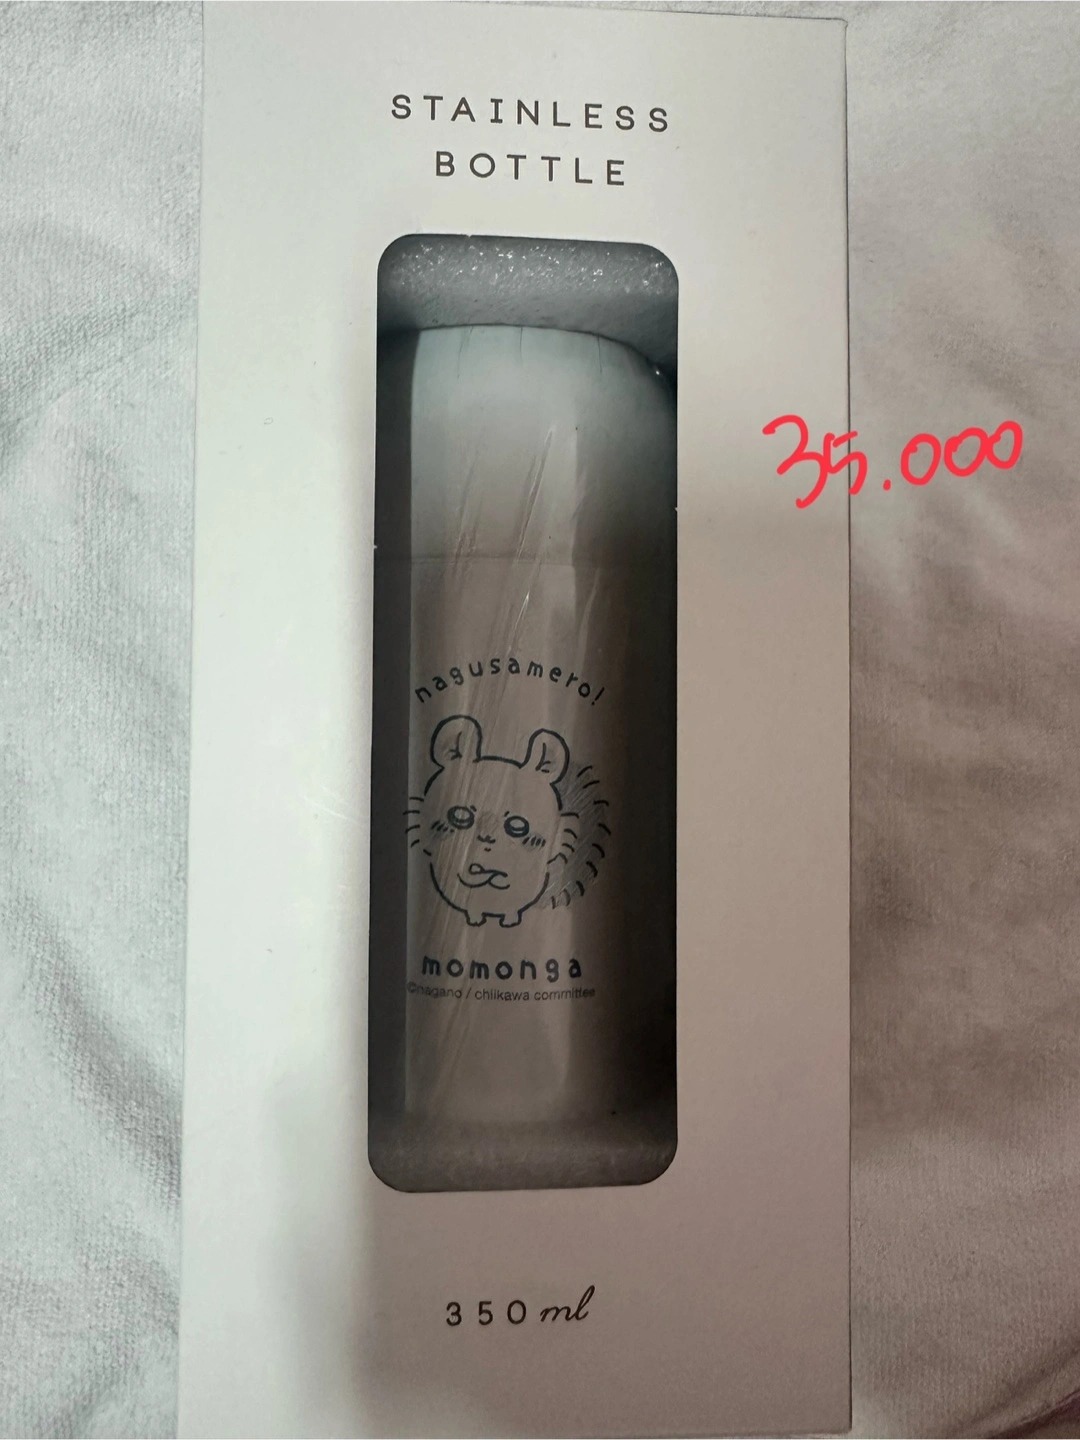 STAINLESS
BOTTLE
35.000
nagusamero!
momonga
©nagano / chiikawa committee
350ml